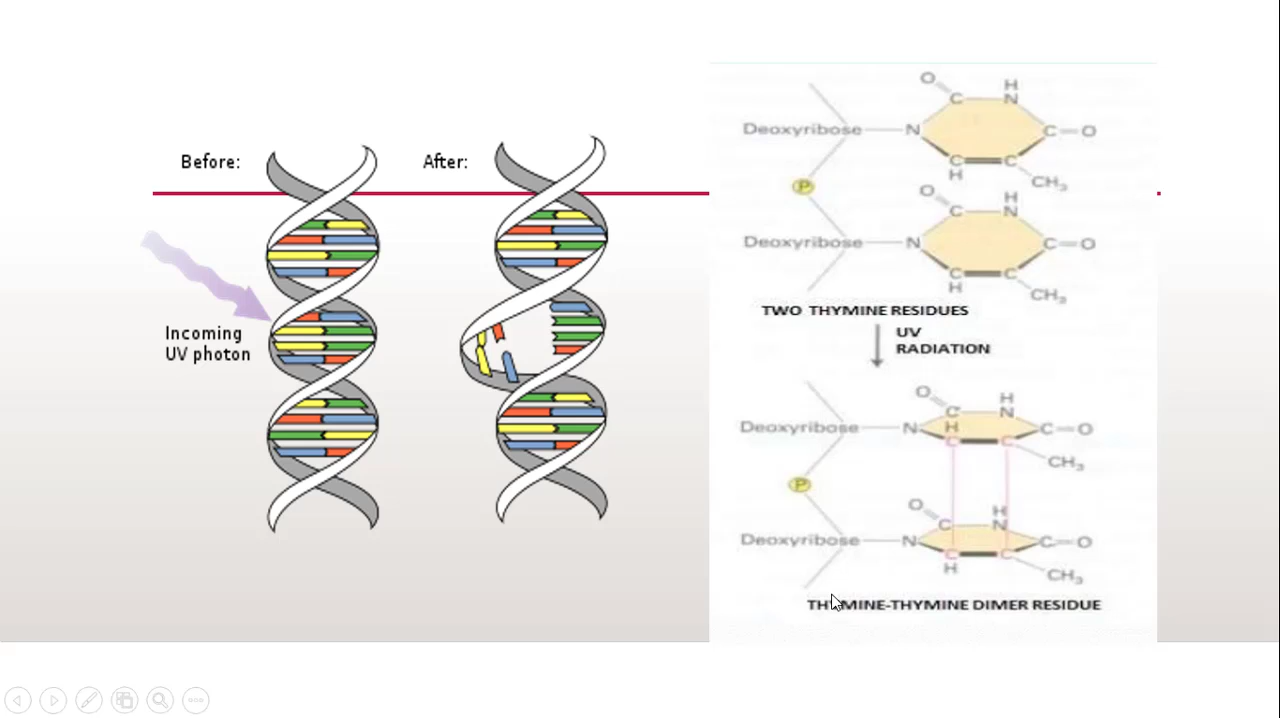 Before:
After:
Incoming
UV photon
O
H
C
N
Deoxyribose
N
C=O
C
C
H
CH3
P
O
H
C
N
Deoxyribose
N
C=O
C
C
H
CH3
TWO THYMINE RESIDUES
UV
RADIATION
O
H
C
N
H
Deoxyribose
N
C=O
C
C
CH3
P
O
H
C
N
Deoxyribose
N
C=O
C
C
H
CH3
THYMINE-THYMINE DIMER RESIDUE